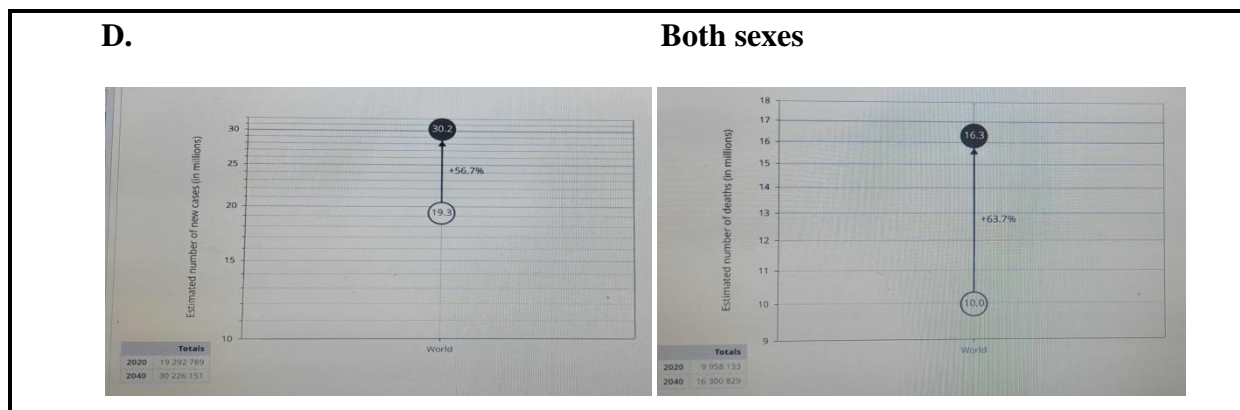 D.
Both sexes
Estimated number of new cases (in millions)
30
25
20
15
10
30.2
+56.7%
19.3
World
Totals
2020 19 292 789
2040 30 226 151
Estimated number of deaths (in millions)
18
17
16
15
14
13
12
11
10
9
16.3
+63.7%
10.0
World
Totals
2020 9 958 133
2040 16 300 829